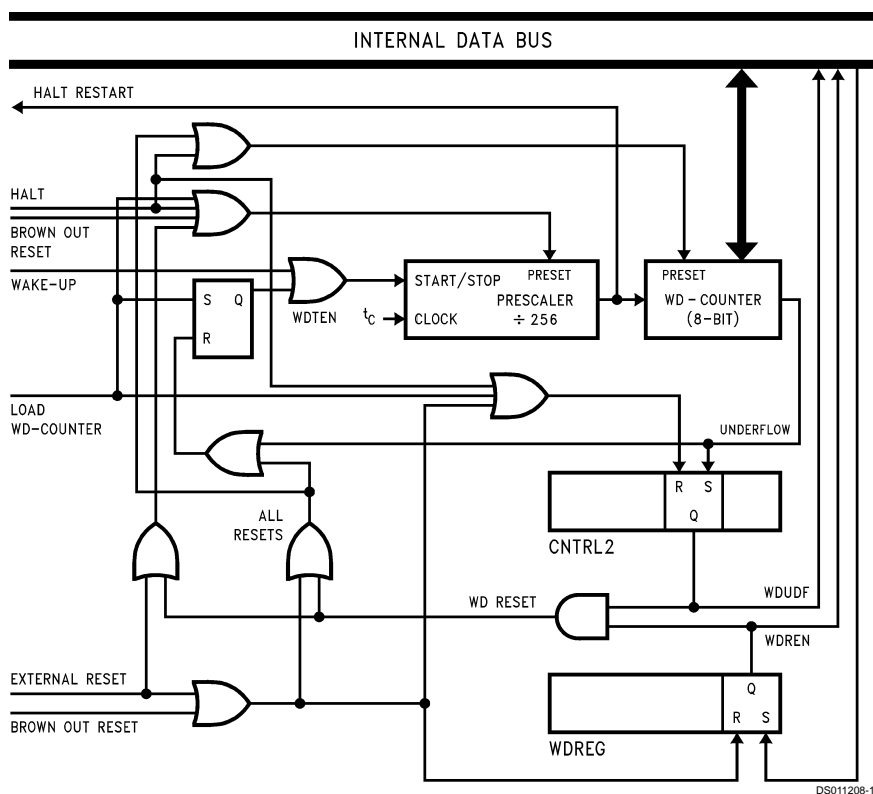 INTERNAL DATA BUS
HALT RESTART
HALT
BROWN OUT
RESET
WAKE-UP
S Q
R
WDTEN
START/STOP
PRESET
PRESCALER
÷ 256
tC
CLOCK
PRESET
WD-COUNTER
(8-BIT)
LOAD
WD-COUNTER
UNDERFLOW
R S
Q
CNTRL2
ALL
RESETS
WD RESET
WDUDF
WDREN
EXTERNAL RESET
BROWN OUT RESET
Q
R S
WDREG
DS011208-1